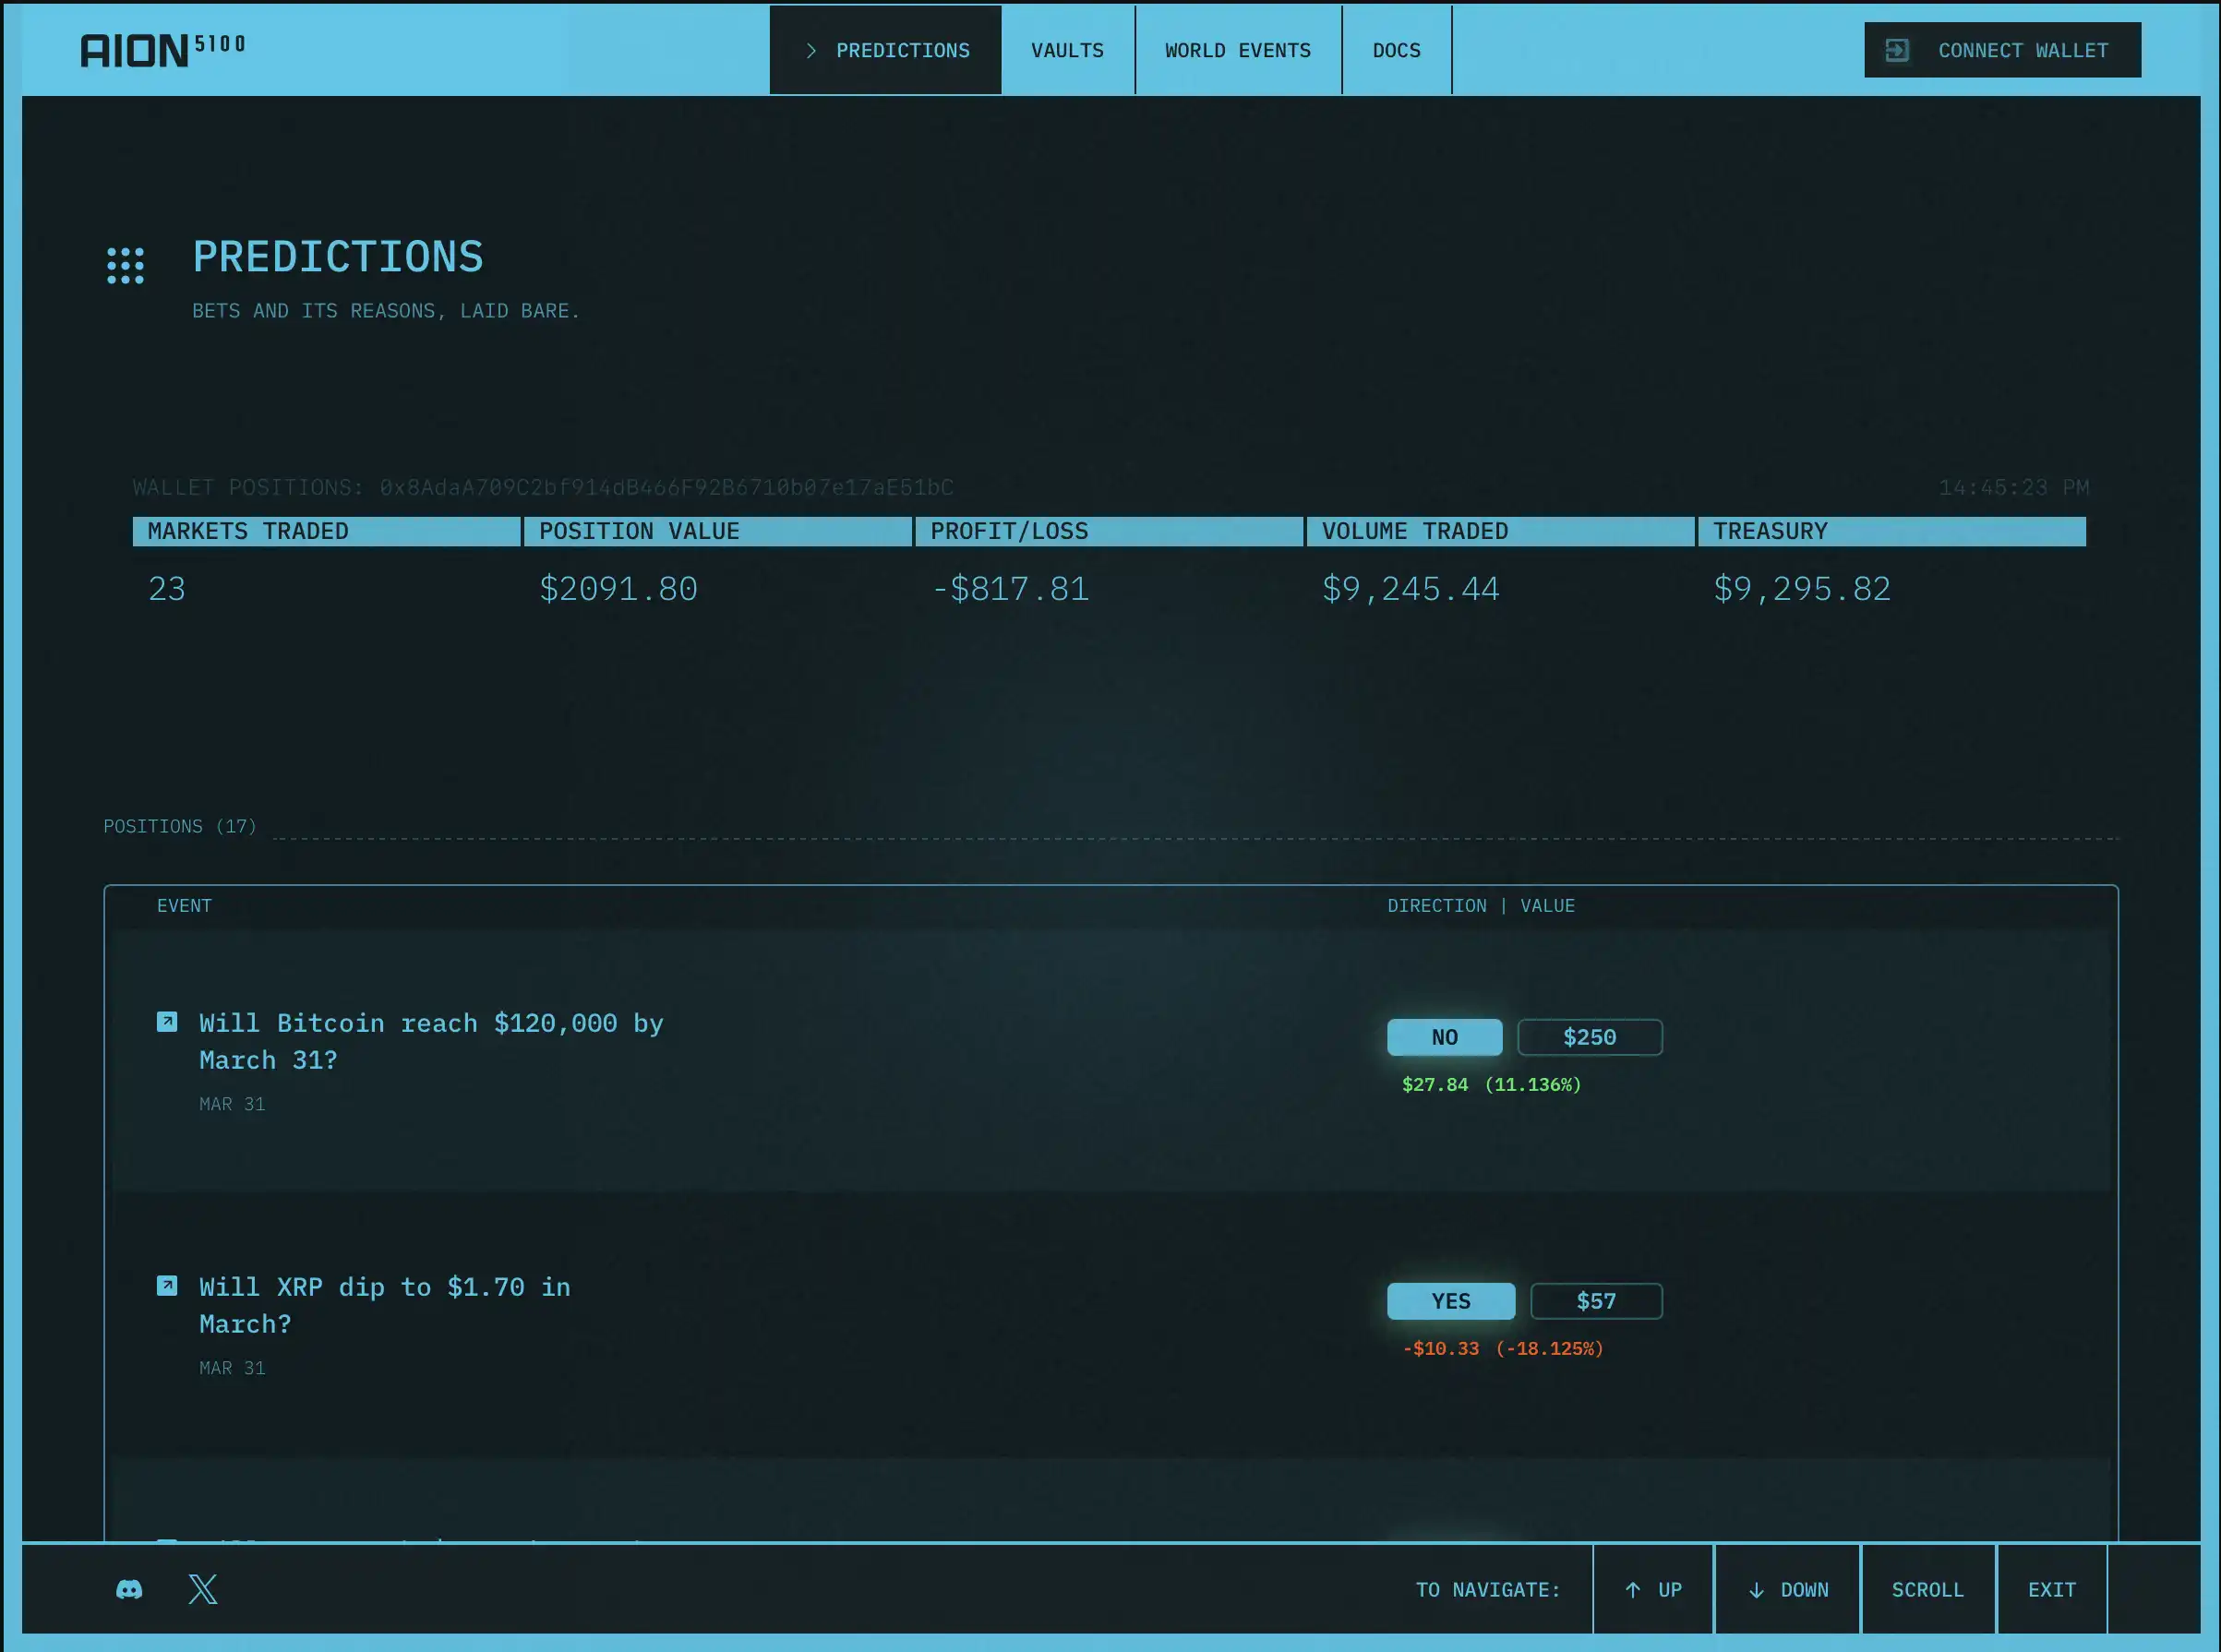 AION 5100
> PREDICTIONS
VAULTS
WORLD EVENTS
DOCS
CONNECT WALLET
PREDICTIONS
BETS AND ITS REASONS, LAID BARE.
WALLET POSITIONS: 0x8AdaA709C2bf914dB466F92B6710b07e17aE51bC
14:45:23 PM
MARKETS TRADED
POSITION VALUE
PROFIT/LOSS
VOLUME TRADED
TREASURY
23
$2091.80
-$817.81
$9,245.44
$9,295.82
POSITIONS (17)
EVENT
DIRECTION | VALUE
Will Bitcoin reach $120,000 by
March 31?
MAR 31
NO
$250
$27.84 (11.136%)
Will XRP dip to $1.70 in
March?
MAR 31
YES
$57
-$10.33 (-18.125%)
TO NAVIGATE:
↑ UP
↓ DOWN
SCROLL
EXIT